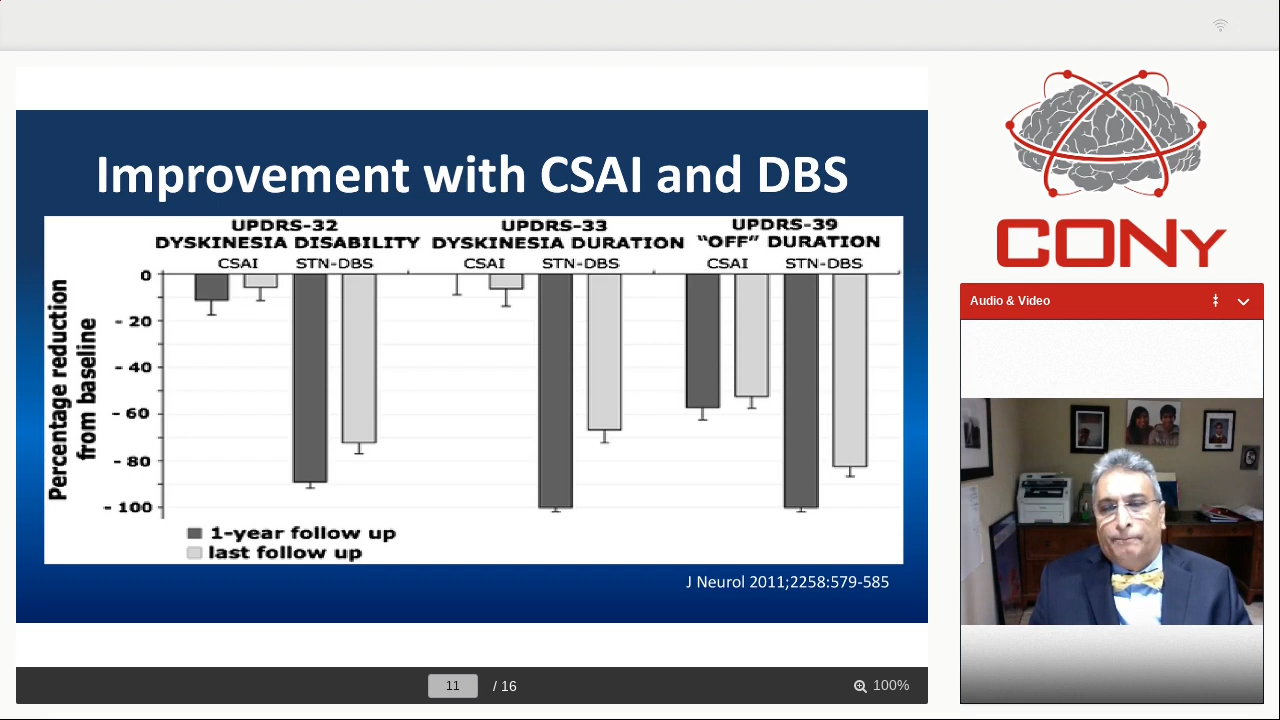 Improvement with CSAI and DBS
UPDRS-32
DYSKINESIA DISABILITY
UPDRS-33
DYSKINESIA DURATION
UPDRS-39
“OFF” DURATION
CSAI STN-DBS CSAI STN-DBS CSAI STN-DBS
Percentage reduction
from baseline
0
- 20
- 40
- 60
- 80
- 100
1-year follow up
last follow up
J Neurol 2011;2258:579-585
11 / 16
100%
CONy
Audio & Video